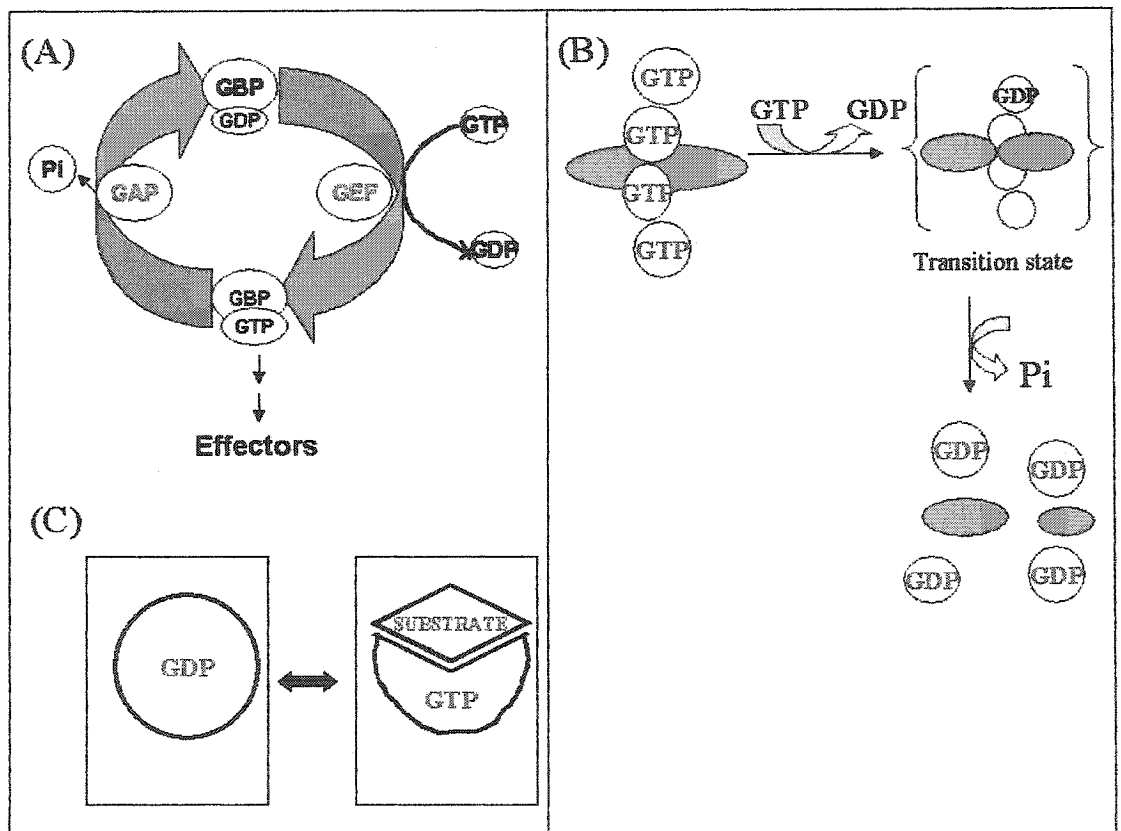 (A)
GBP
GDP
GTP
Pi
GAP
GEF
GDP
GBP
GTP
Effectors
(B)
GTP
GTP
GTP
GTP
GTP
GDP
GDP
Transition state
Pi
GDP
GDP
GDP
GDP
(C)
GDP
SUBSTRATE
GTP